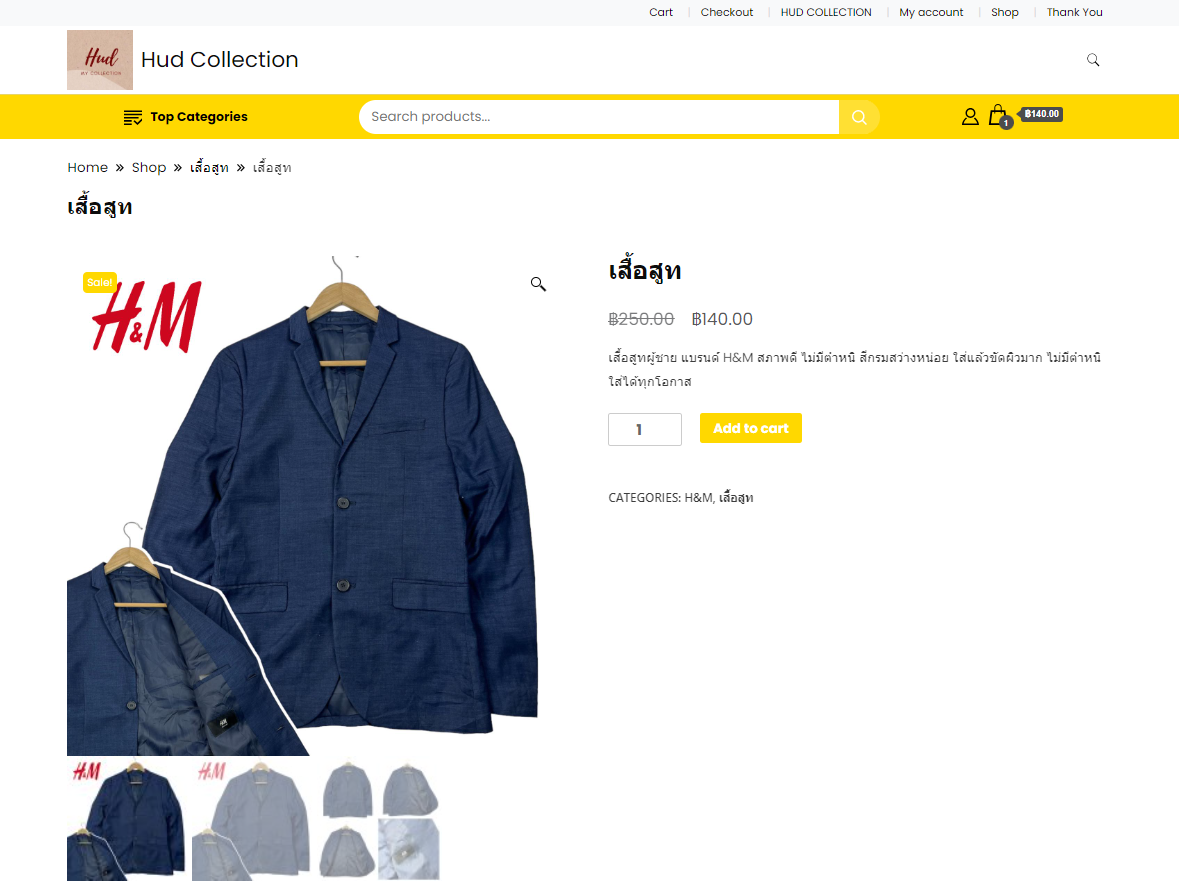 Cart Checkout HUD COLLECTION My account Shop Thank You
Hud
MY COLLECTION
Hud Collection
Top Categories
Search products...
1
฿140.00
Home » Shop » เสื้อสูท » เสื้อสูท
เสื้อสูท
Sale!
H&M
เสื้อสูท
฿250.00 ฿140.00
เสื้อสูทผู้ชาย แบรนด์ H&M สภาพดี ไม่มีตำหนิ สีกรมสว่างหน่อย ใส่แล้วขัดผิวมาก ไม่มีตำหนิ
ใส่ได้ทุกโอกาส
1
Add to cart
CATEGORIES: H&M, เสื้อสูท
H&M
H&M